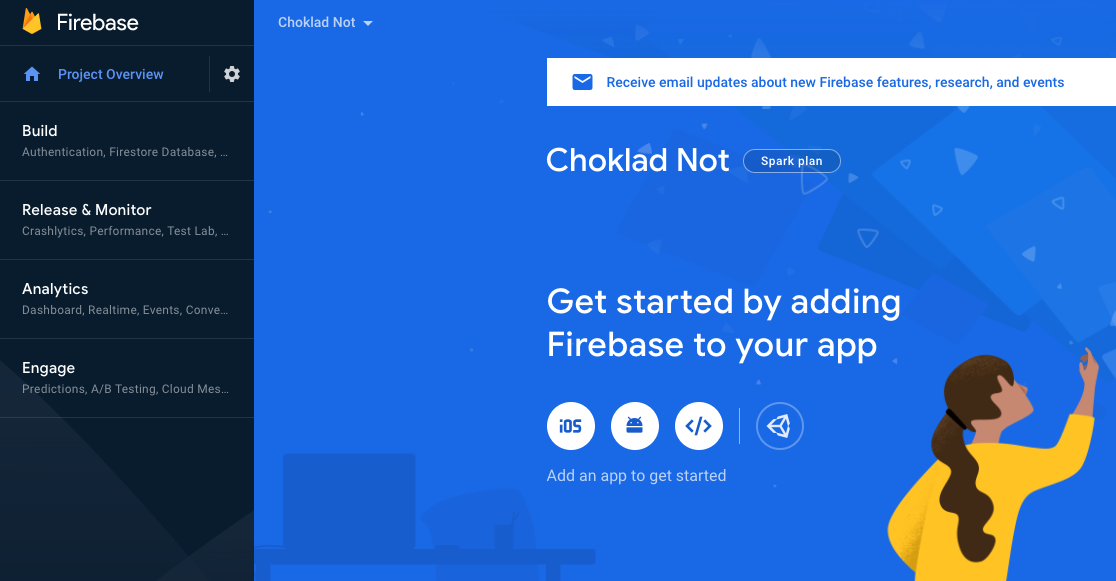 Firebase
Project Overview
Build
Authentication, Firestore Database, ...
Release & Monitor
Crashlytics, Performance, Test Lab, ...
Analytics
Dashboard, Realtime, Events, Conve...
Engage
Predictions, A/B Testing, Cloud Mes...
Choklad Not
Receive email updates about new Firebase features, research, and events
Choklad Not
Spark plan
Get started by adding
Firebase to your app
iOS
</>
Add an app to get started